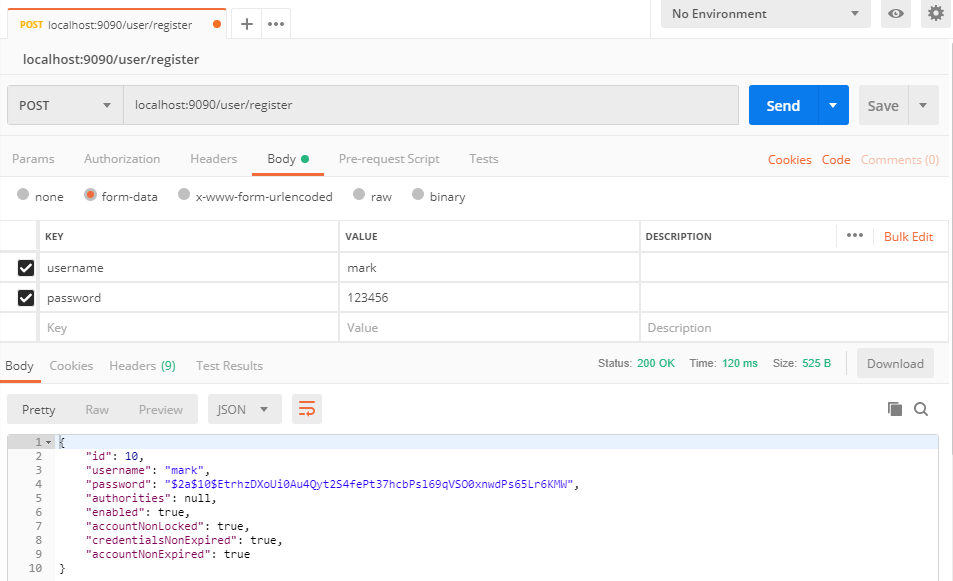 POST localhost:9090/user/register + ••• No Environment
localhost:9090/user/register
POST localhost:9090/user/register Send Save
Params Authorization Headers Body Pre-request Script Tests Cookies Code Comments (0)
none form-data x-www-form-urlencoded raw binary
KEY VALUE DESCRIPTION ••• Bulk Edit
username mark
password 123456
Key Value Description
Body Cookies Headers (9) Test Results Status: 200 OK Time: 120 ms Size: 525 B Download
Pretty Raw Preview JSON
1 {
2 "id": 10,
3 "username": "mark",
4 "password": "$2a$10$EtrhzDXoUi0Au4Qyt2S4fePt37hcbPsl69qVSO0xnwdPs65Lr6KMW",
5 "authorities": null,
6 "enabled": true,
7 "accountNonLocked": true,
8 "credentialsNonExpired": true,
9 "accountNonExpired": true
10 }